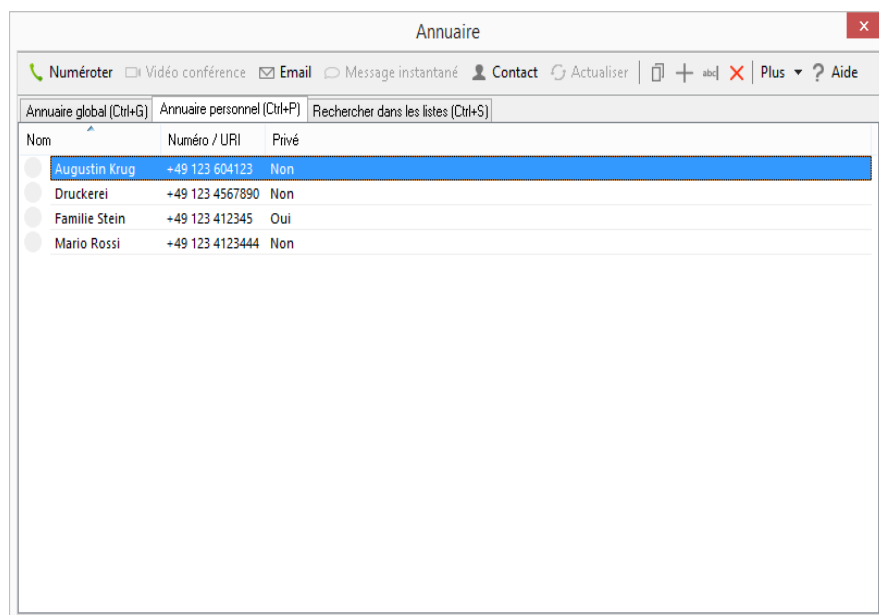 Annuaire
Numéroter Vidéo conférence Email Message instantané Contact Actualiser abc Plus ? Aide
Annuaire global (Ctrl+G) Annuaire personnel (Ctrl+P) Rechercher dans les listes (Ctrl+S)
Nom Numéro / URI Privé
Augustin Krug +49 123 604123 Non
Druckerei +49 123 4567890 Non
Familie Stein +49 123 412345 Oui
Mario Rossi +49 123 4123444 Non